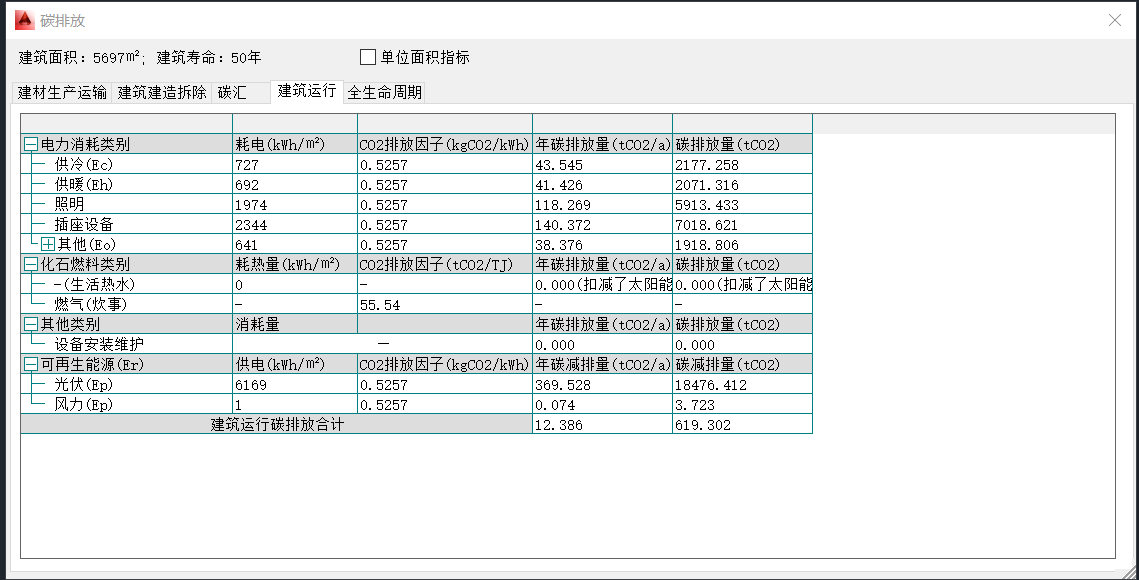 碳排放
建筑面积: 5697m²; 建筑寿命: 50年 单位面积指标
建材生产运输 建筑建造拆除 碳汇 建筑运行 全生命周期
电力消耗类别 耗电(kWh/m²) CO2排放因子(kgCO2/kWh) 年碳排放量(tCO2/a) 碳排放量(tCO2)
供冷(Ec) 727 0.5257 43.545 2177.258
供暖(Eh) 692 0.5257 41.426 2071.316
照明 1974 0.5257 118.269 5913.433
插座设备 2344 0.5257 140.372 7018.621
其他(Eo) 641 0.5257 38.376 1918.806
化石燃料类别 耗热量(kWh/m²) CO2排放因子(tCO2/TJ) 年碳排放量(tCO2/a) 碳排放量(tCO2)
-(生活热水) 0 - 0.000(扣减了太阳能 0.000(扣减了太阳能
燃气(炊事) - 55.54 - -
其他类别 消耗量 年碳排放量(tCO2/a) 碳排放量(tCO2)
设备安装维护 — 0.000 0.000
可再生能源(Er) 供电(kWh/m²) CO2排放因子(kgCO2/kWh) 年碳减排量(tCO2/a) 碳减排量(tCO2)
光伏(Ep) 6169 0.5257 369.528 18476.412
风力(Ep) 1 0.5257 0.074 3.723
建筑运行碳排放合计 12.386 619.302